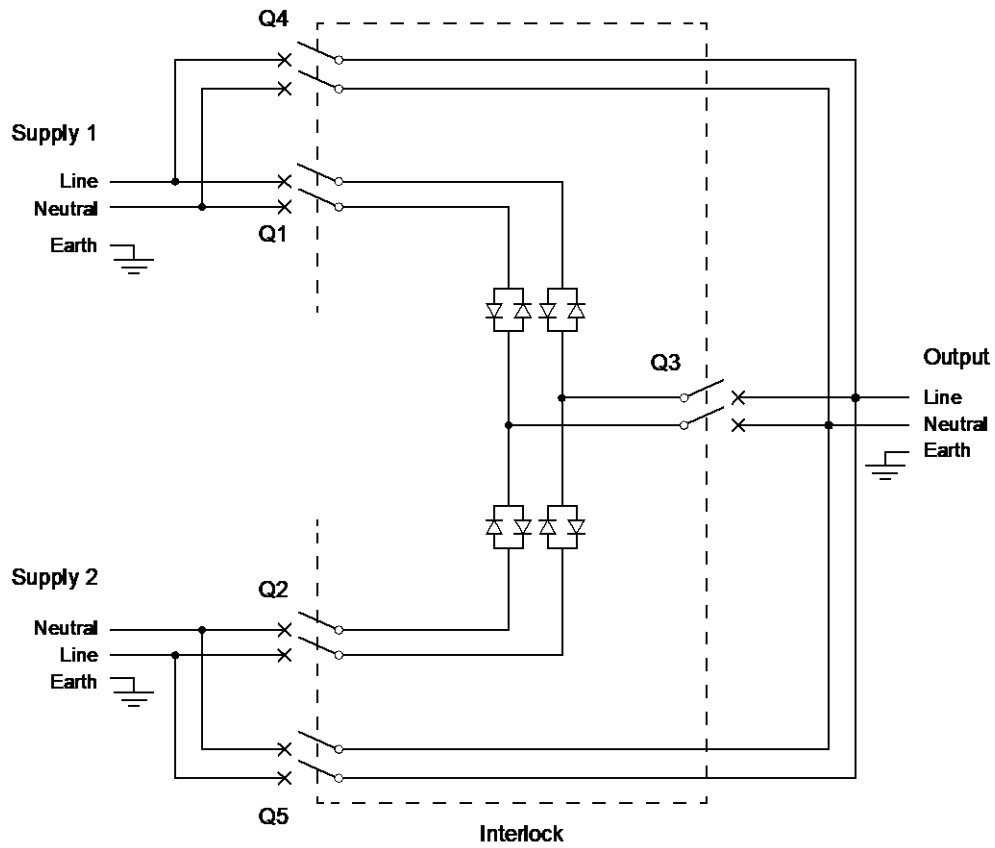 Q4
Supply 1
Line
Neutral
Q1
Earth
Q3
Output
Line
Neutral
Earth
Supply 2
Q2
Neutral
Line
Earth
Q5
Interlock